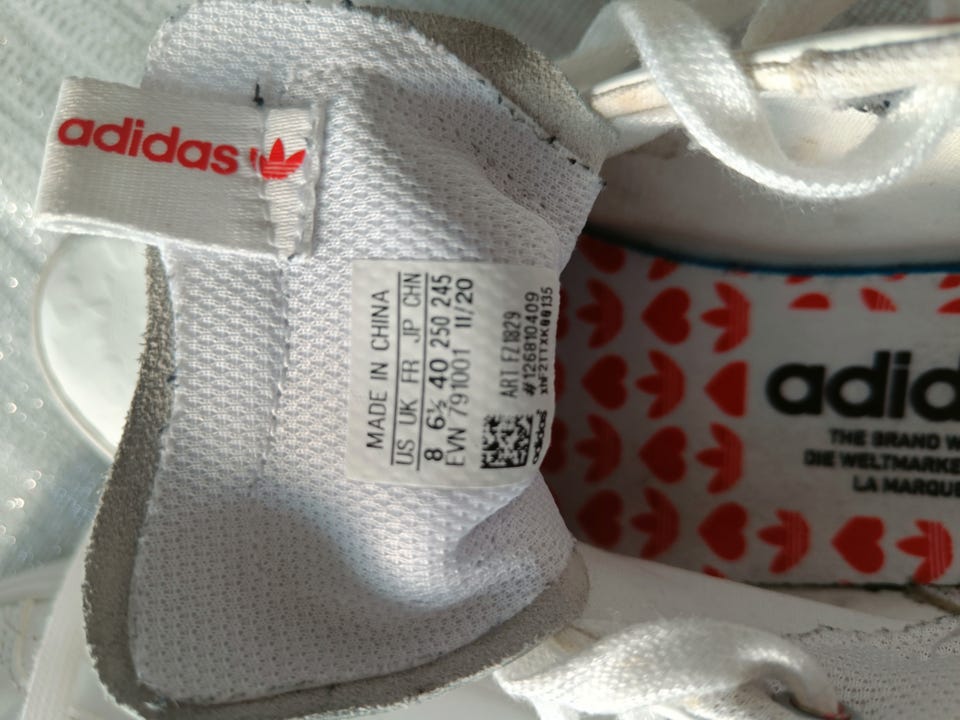 adidas
MADE IN CHINA
US UK FR JP CHN
8 6½ 40 250 245
EVN 791001 11/20
ART FZ1829
#126810409
adidas
adid
THE BRAND W
DIE WELTMARKE
LA MARQUE